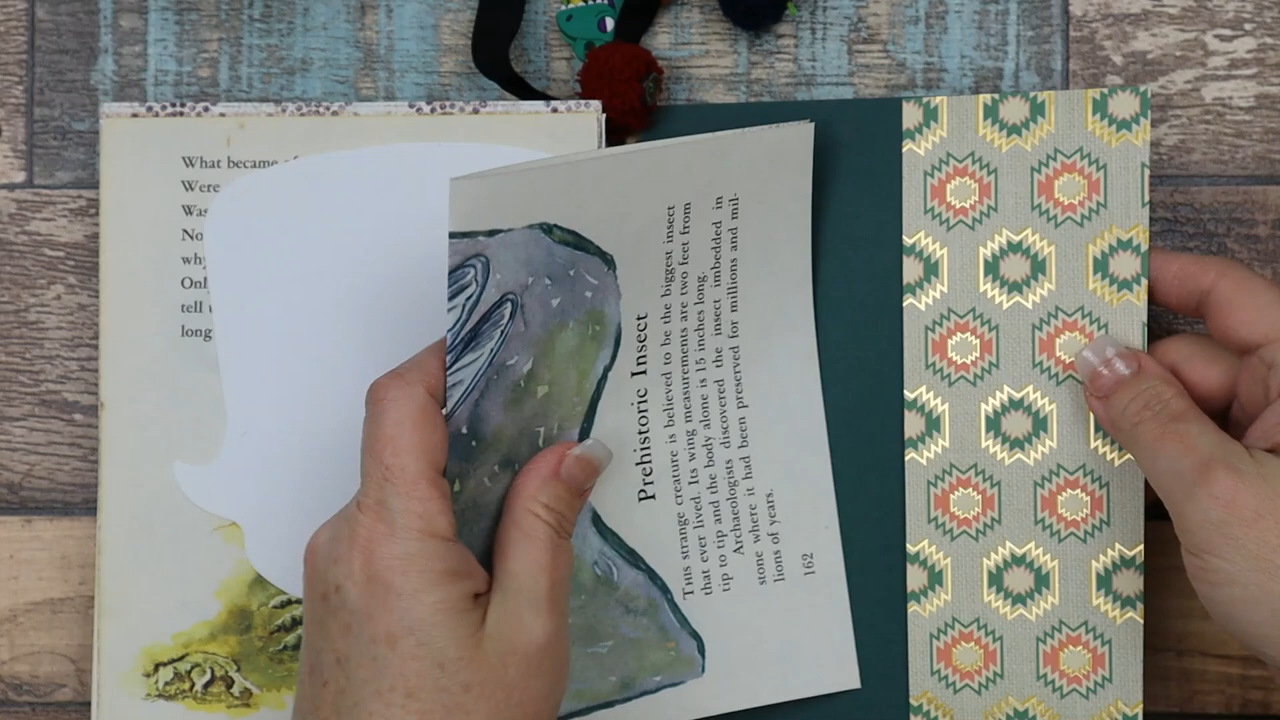 What became of
Were
Was
No
why
Onl
tell
long
Prehistoric Insect
THIS strange creature is believed to be the biggest insect
that ever lived. Its wing measurements are two feet from
tip to tip and the body alone is 15 inches long.
Archaeologists discovered the insect imbedded in
stone where it had been preserved for millions and mil-
lions of years.
162